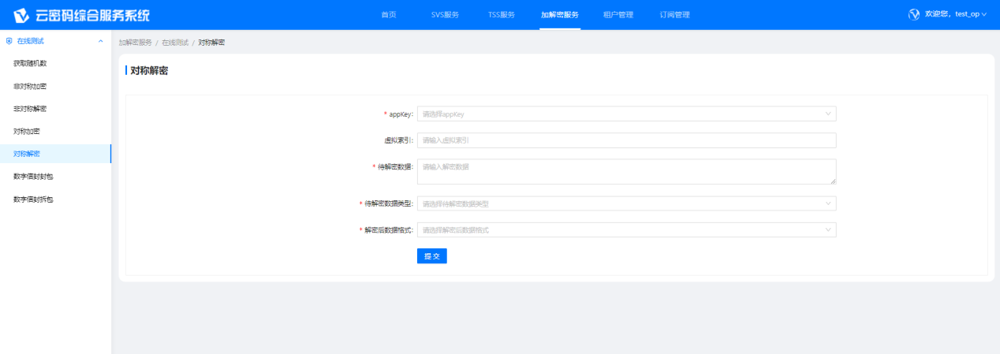 云密码综合服务系统
首页 SVS服务 TSS服务 加解密服务 租户管理 订阅管理
欢迎您，test_op
在线测试
获取随机数
非对称加密
非对称解密
对称加密
对称解密
数字信封封包
数字信封拆包
加解密服务 / 在线测试 / 对称解密
对称解密
* appKey: 请选择appKey
虚拟索引: 请输入虚拟索引
* 待解密数据: 请输入解密数据
* 待解密数据类型: 请选择待解密数据类型
* 解密后数据格式: 请选择解密后数据格式
提 交